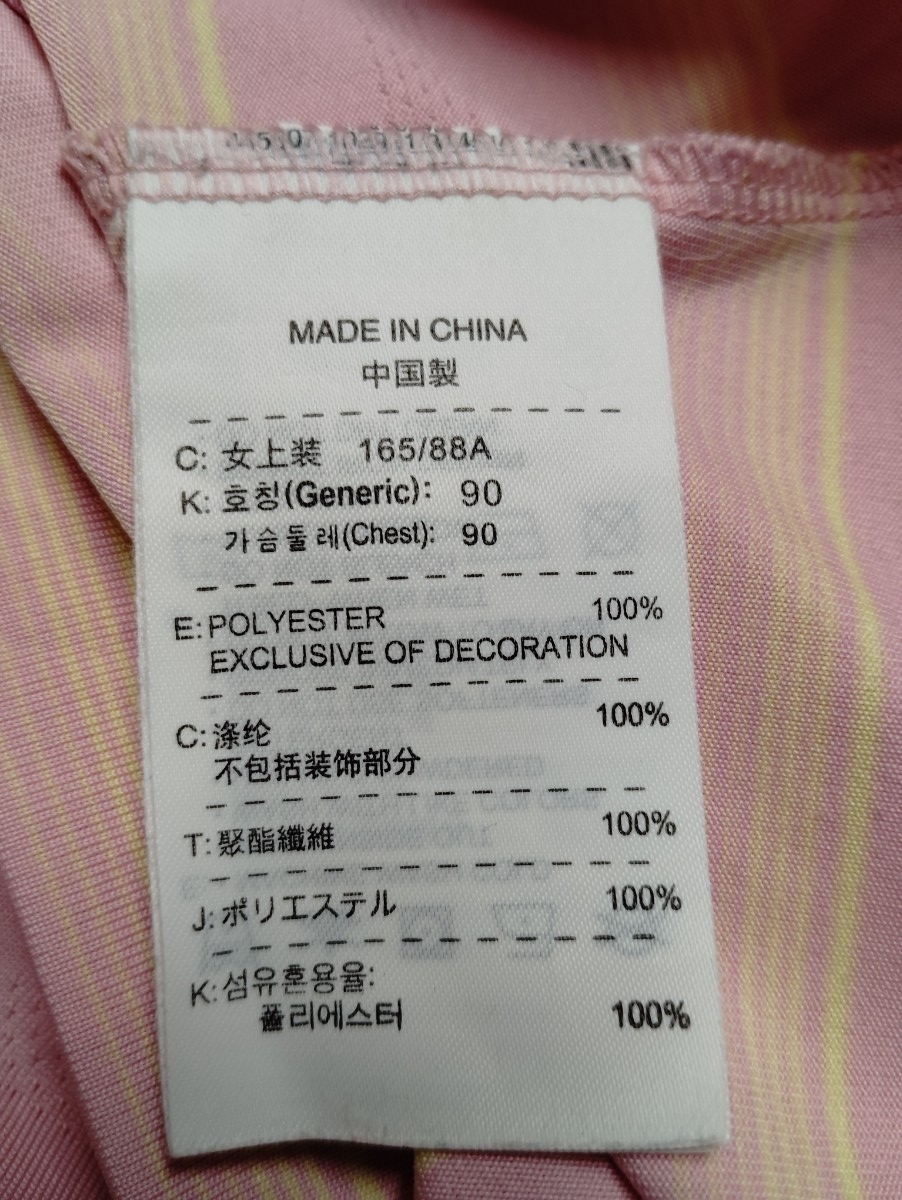 MADE IN CHINA
中国製
C: 女上装 165/88A
K: 호칭(Generic): 90
가슴둘레(Chest): 90
E: POLYESTER 100%
EXCLUSIVE OF DECORATION
C: 涤纶 100%
不包括装饰部分
T: 聚酯纖維 100%
J: ポリエステル 100%
K: 섬유혼용율:
폴리에스터 100%